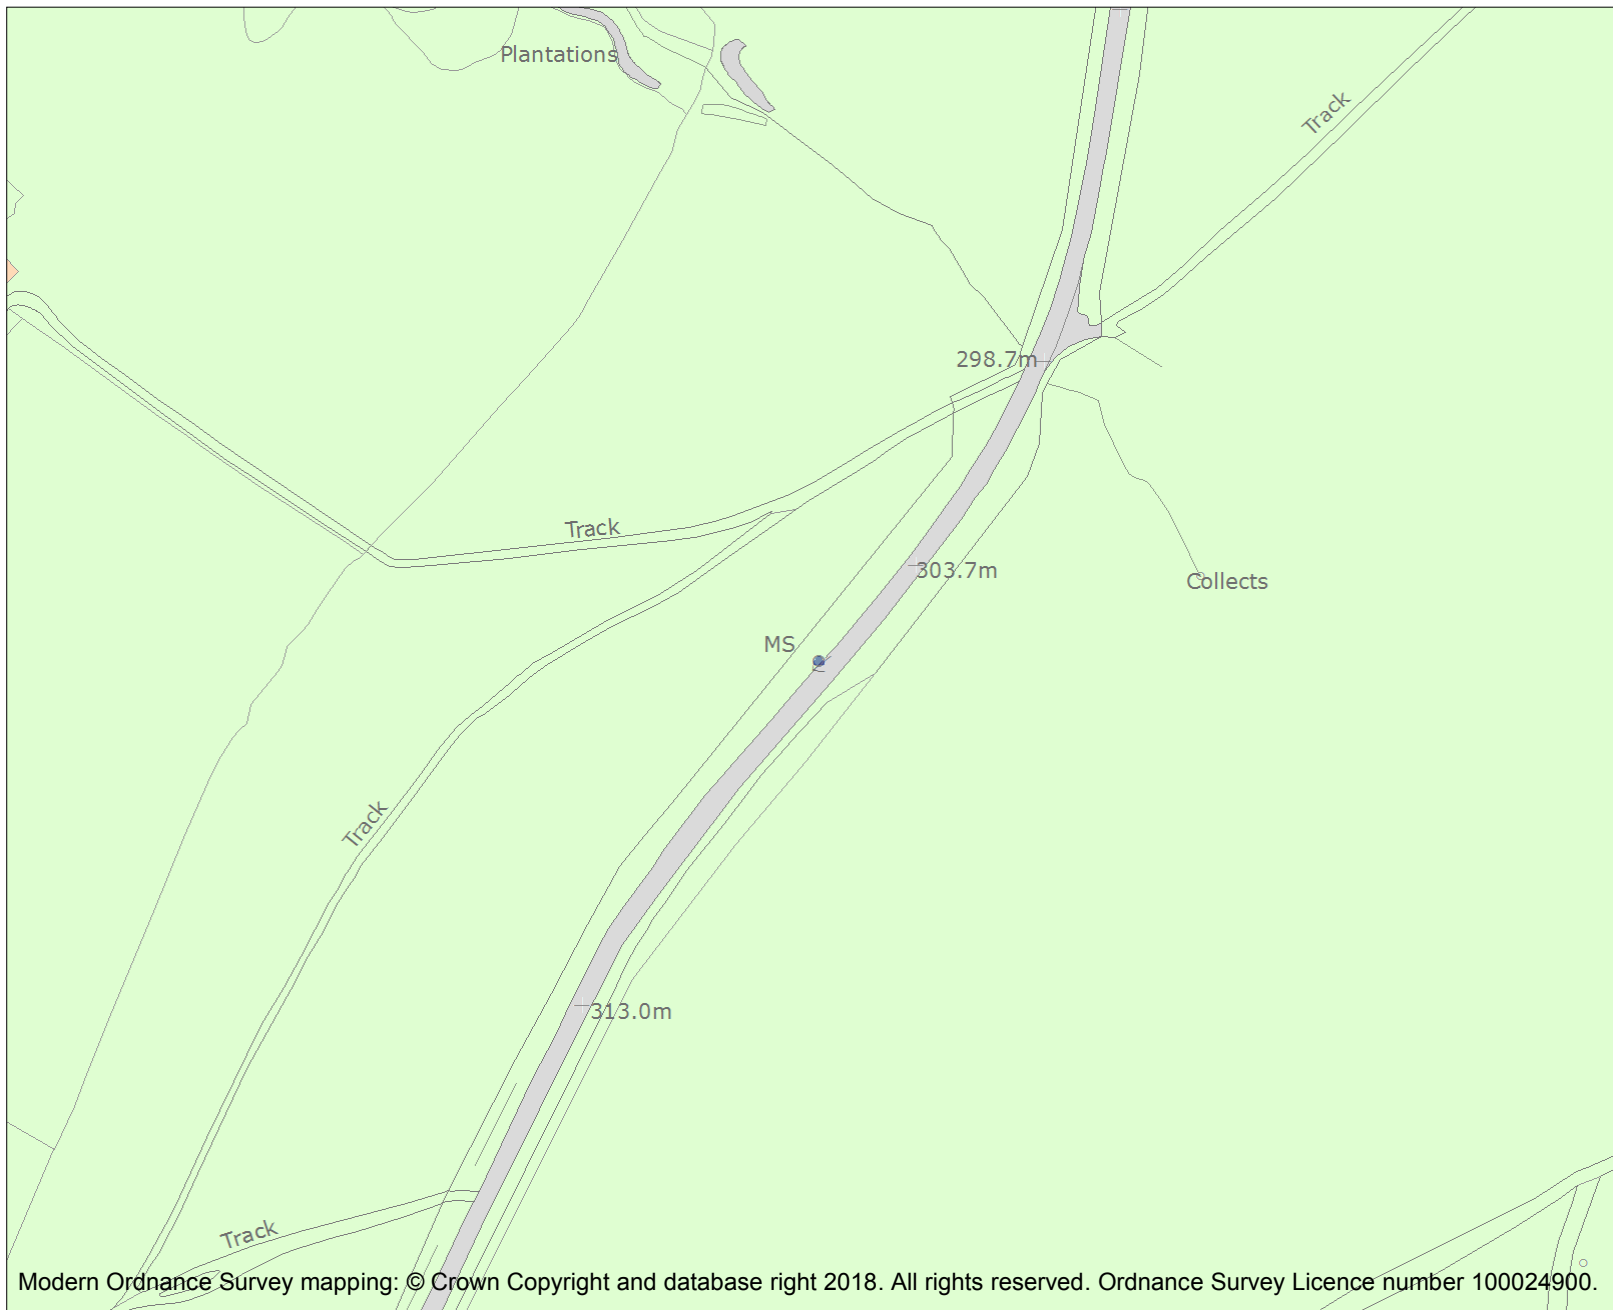 Plantations
Track
298.7m
Track
303.7m
Collects
MS
Track
313.0m
Track
Modern Ordnance Survey mapping: © Crown Copyright and database right 2018. All rights reserved. Ordnance Survey Licence number 100024900.